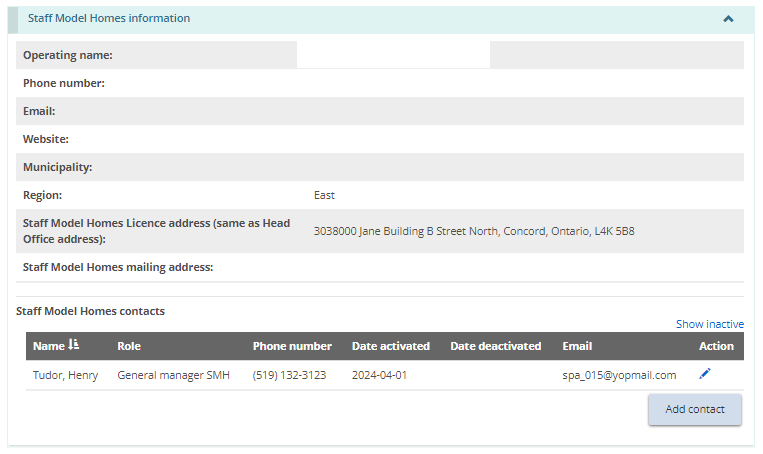 Staff Model Homes information
Operating name:
Phone number:
Email:
Website:
Municipality:
Region: East
Staff Model Homes Licence address (same as Head
Office address):
3038000 Jane Building B Street North, Concord, Ontario, L4K 5B8
Staff Model Homes mailing address:
Staff Model Homes contacts
Show inactive
Name Role Phone number Date activated Date deactivated Email Action
Tudor, Henry General manager SMH (519) 132-3123 2024-04-01 spa_015@yopmail.com
Add contact